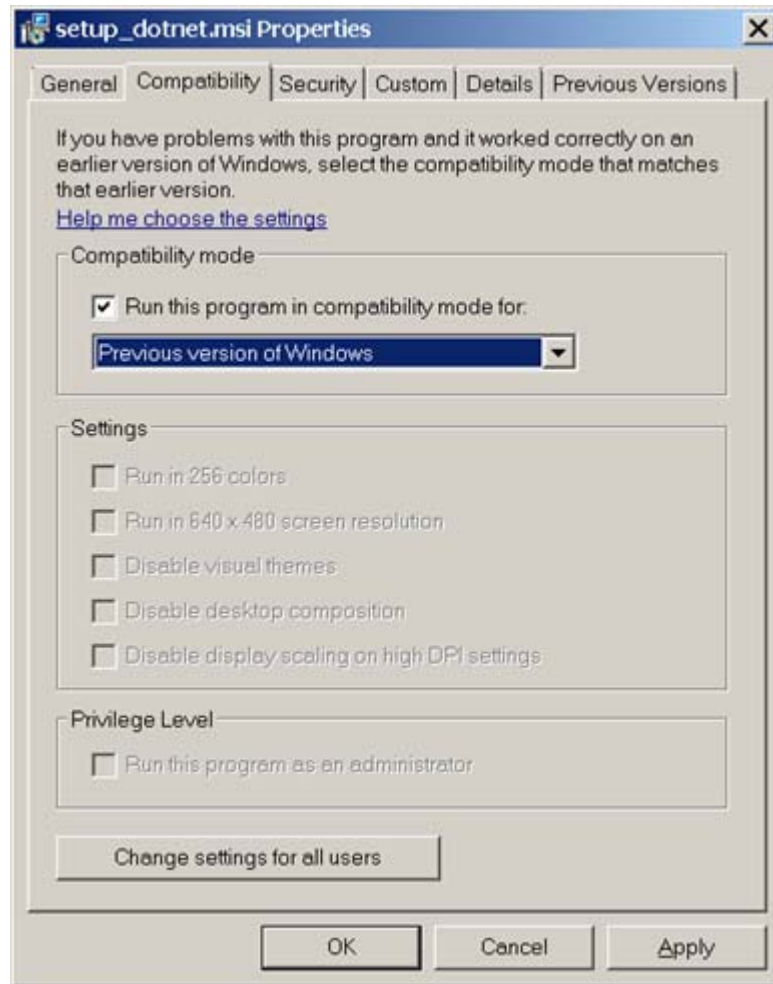 setup_dotnet.msi Properties
General Compatibility Security Custom Details Previous Versions
If you have problems with this program and it worked correctly on an
earlier version of Windows, select the compatibility mode that matches
that earlier version.
Help me choose the settings
Compatibility mode
Run this program in compatibility mode for:
Previous version of Windows
Settings
Run in 256 colors
Run in 640 x 480 screen resolution
Disable visual themes
Disable desktop composition
Disable display scaling on high DPI settings
Privilege Level
Run this program as an administrator
Change settings for all users
OK Cancel Apply